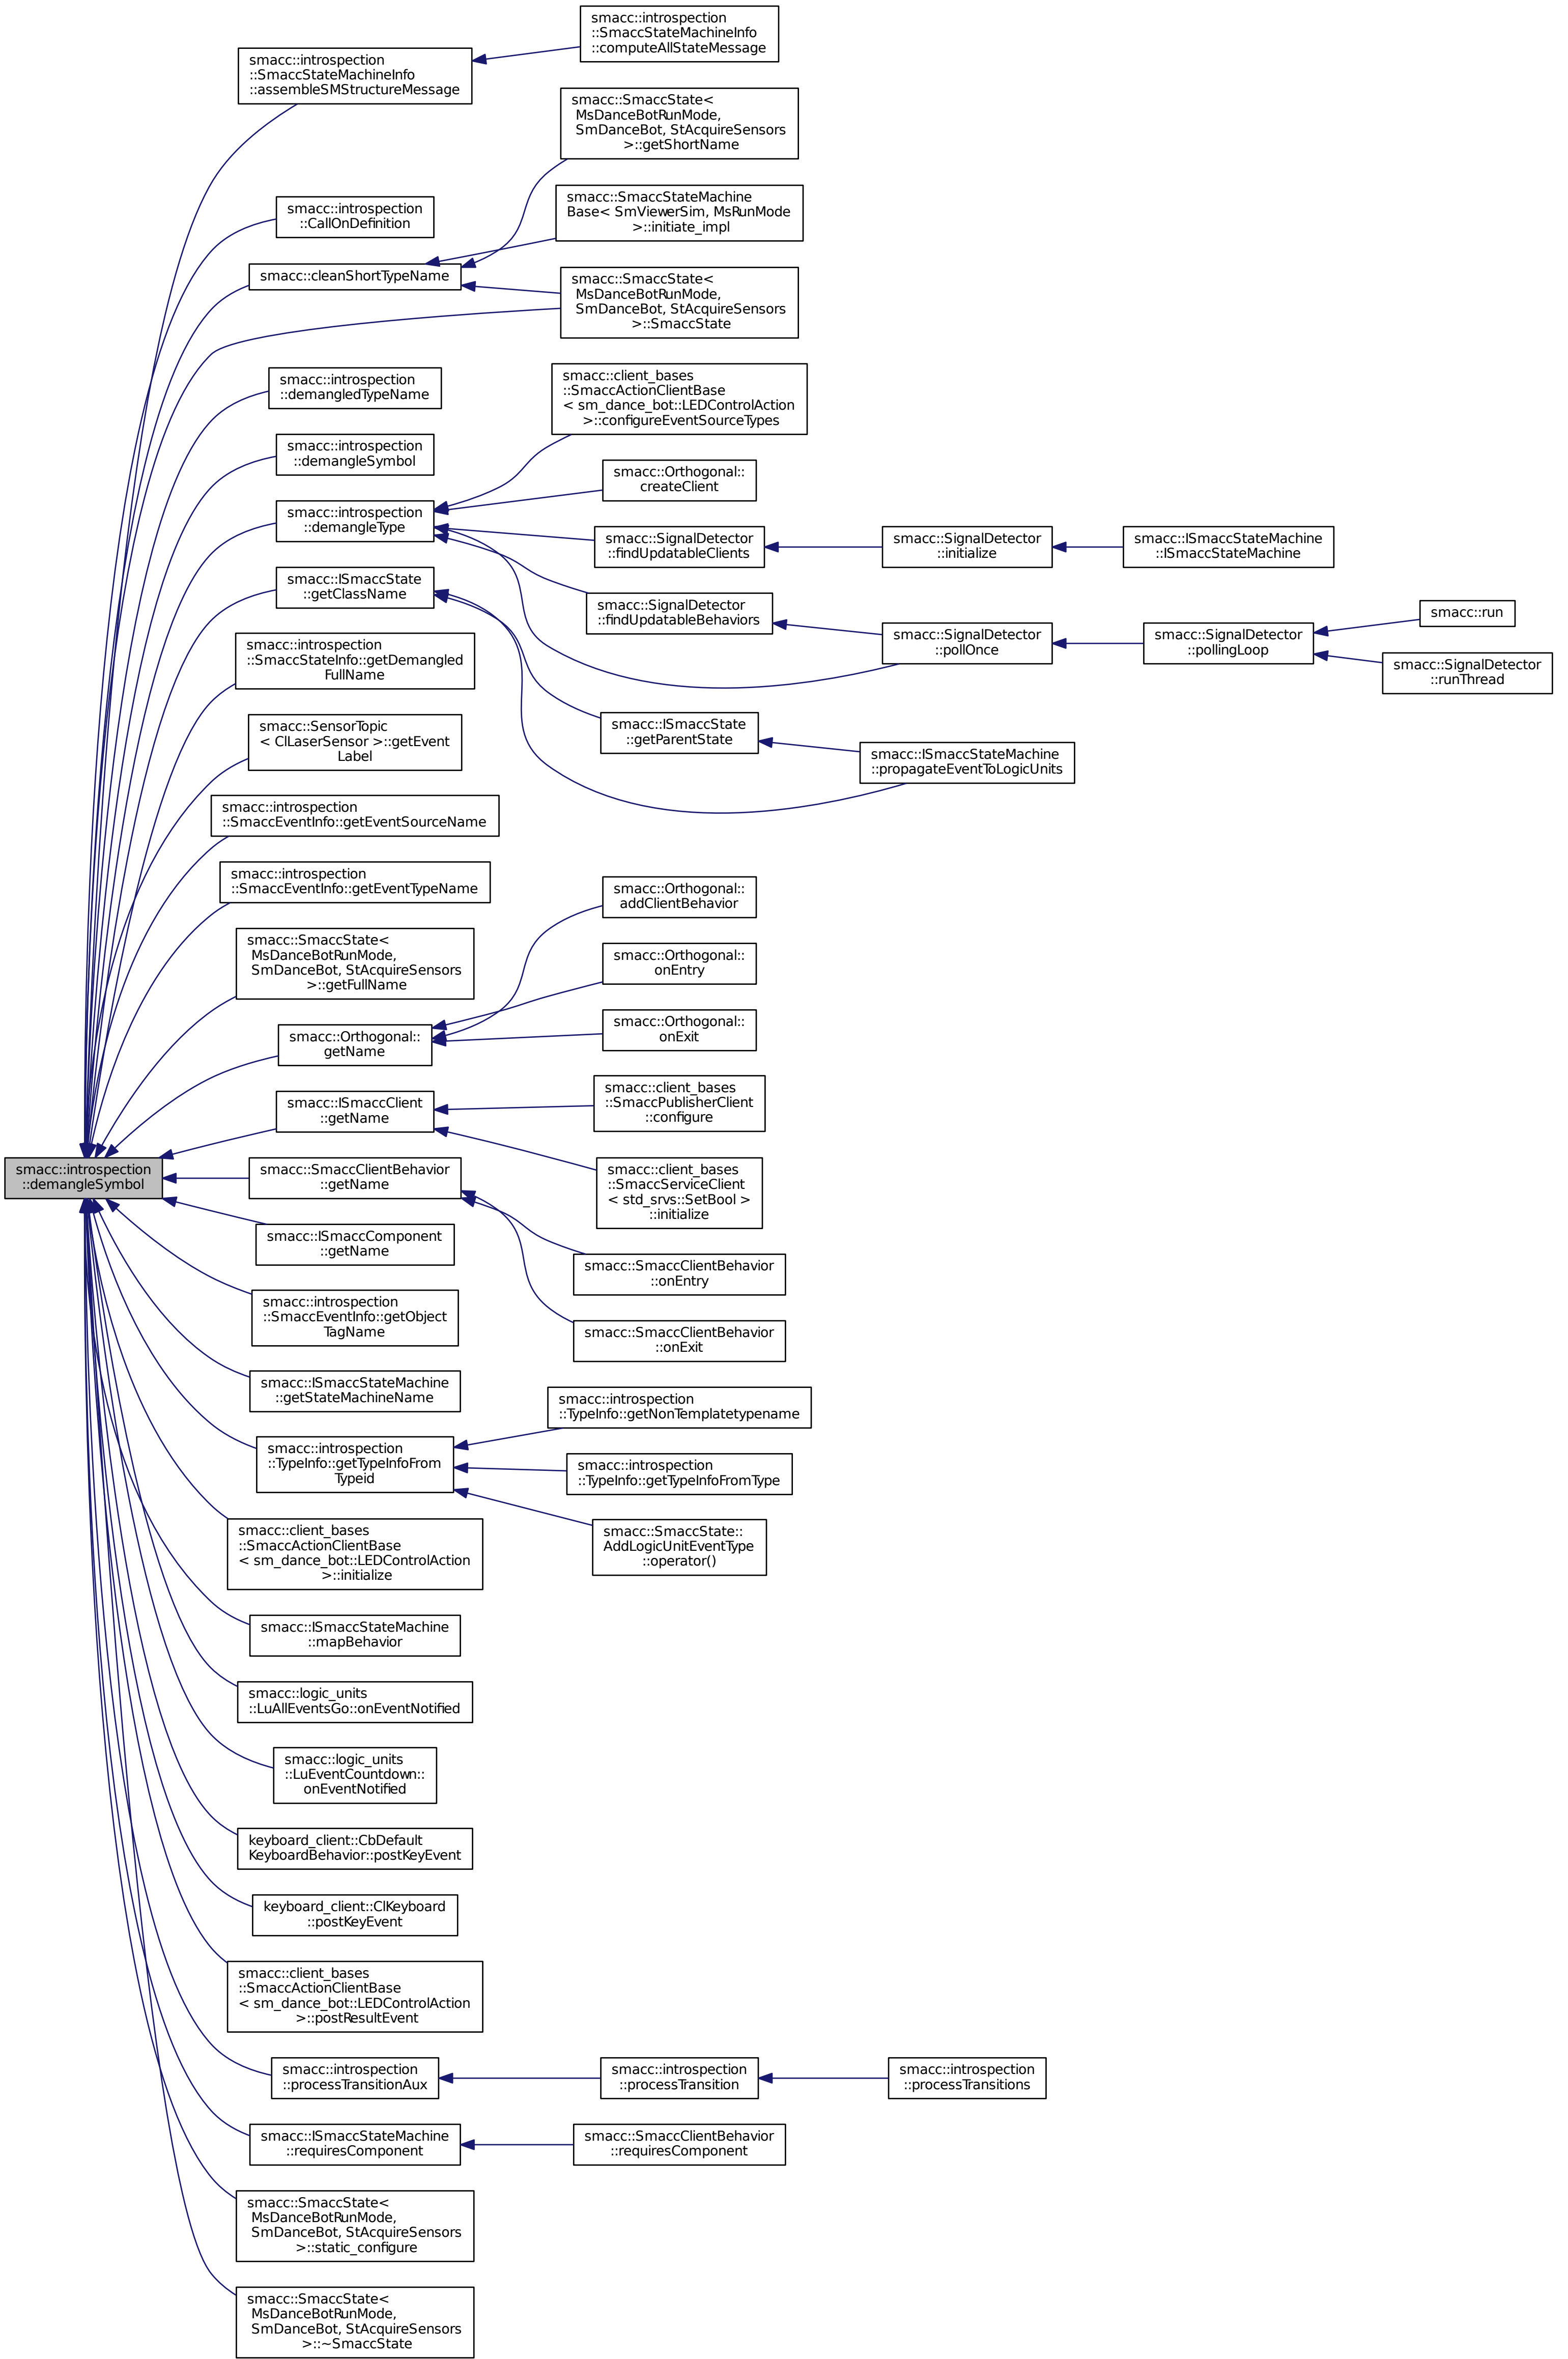 smacc::introspection
::SmaccStateMachineInfo
::computeAllStateMessage
smacc::introspection
::SmaccStateMachineInfo
::assembleSMStructureMessage
smacc::SmaccState<
MsDanceBotRunMode,
SmDanceBot, StAcquireSensors
>::getShortName
smacc::introspection
::CallOnDefinition
smacc::SmaccStateMachine
Base< SmViewerSim, MsRunMode
>::initiate_impl
smacc::cleanShortTypeName
smacc::SmaccState<
MsDanceBotRunMode,
SmDanceBot, StAcquireSensors
>::SmaccState
smacc::introspection
::demangledTypeName
smacc::client_bases
::SmaccActionClientBase
< sm_dance_bot::LEDControlAction
>::configureEventSourceTypes
smacc::introspection
::demangleSymbol
smacc::Orthogonal::
createClient
smacc::introspection
::demangleType
smacc::SignalDetector
::findUpdatableClients
smacc::SignalDetector
::initialize
smacc::ISmaccStateMachine
::ISmaccStateMachine
smacc::ISmaccState
::getClassName
smacc::SignalDetector
::findUpdatableBehaviors
smacc::SignalDetector
::pollOnce
smacc::SignalDetector
::pollingLoop
smacc::run
smacc::SignalDetector
::runThread
smacc::introspection
::SmaccStateInfo::getDemangled
FullName
smacc::ISmaccState
::getParentState
smacc::ISmaccStateMachine
::propagateEventToLogicUnits
smacc::SensorTopic
< ClLaserSensor >::getEvent
Label
smacc::introspection
::SmaccEventInfo::getEventSourceName
smacc::introspection
::SmaccEventInfo::getEventTypeName
smacc::Orthogonal::
addClientBehavior
smacc::SmaccState<
MsDanceBotRunMode,
SmDanceBot, StAcquireSensors
>::getFullName
smacc::Orthogonal::
onEntry
smacc::Orthogonal::
getName
smacc::Orthogonal::
onExit
smacc::ISmaccClient
::getName
smacc::client_bases
::SmaccPublisherClient
::configure
smacc::introspection
::demangleSymbol
smacc::SmaccClientBehavior
::getName
smacc::client_bases
::SmaccServiceClient
< std_srvs::SetBool >
::initialize
smacc::ISmaccComponent
::getName
smacc::SmaccClientBehavior
::onEntry
smacc::introspection
::SmaccEventInfo::getObject
TagName
smacc::SmaccClientBehavior
::onExit
smacc::ISmaccStateMachine
::getStateMachineName
smacc::introspection
::TypeInfo::getNonTemplatetypename
smacc::introspection
::TypeInfo::getTypeInfoFrom
Typeid
smacc::introspection
::TypeInfo::getTypeInfoFromType
smacc::SmaccState::
AddLogicUnitEventType
::operator()
smacc::client_bases
::SmaccActionClientBase
< sm_dance_bot::LEDControlAction
>::initialize
smacc::ISmaccStateMachine
::mapBehavior
smacc::logic_units
::LuAllEventsGo::onEventNotified
smacc::logic_units
::LuEventCountdown::
onEventNotified
keyboard_client::CbDefault
KeyboardBehavior::postKeyEvent
keyboard_client::ClKeyboard
::postKeyEvent
smacc::client_bases
::SmaccActionClientBase
< sm_dance_bot::LEDControlAction
>::postResultEvent
smacc::introspection
::processTransitionAux
smacc::introspection
::processTransition
smacc::introspection
::processTransitions
smacc::ISmaccStateMachine
::requiresComponent
smacc::SmaccClientBehavior
::requiresComponent
smacc::SmaccState<
MsDanceBotRunMode,
SmDanceBot, StAcquireSensors
>::static_configure
smacc::SmaccState<
MsDanceBotRunMode,
SmDanceBot, StAcquireSensors
>::~SmaccState